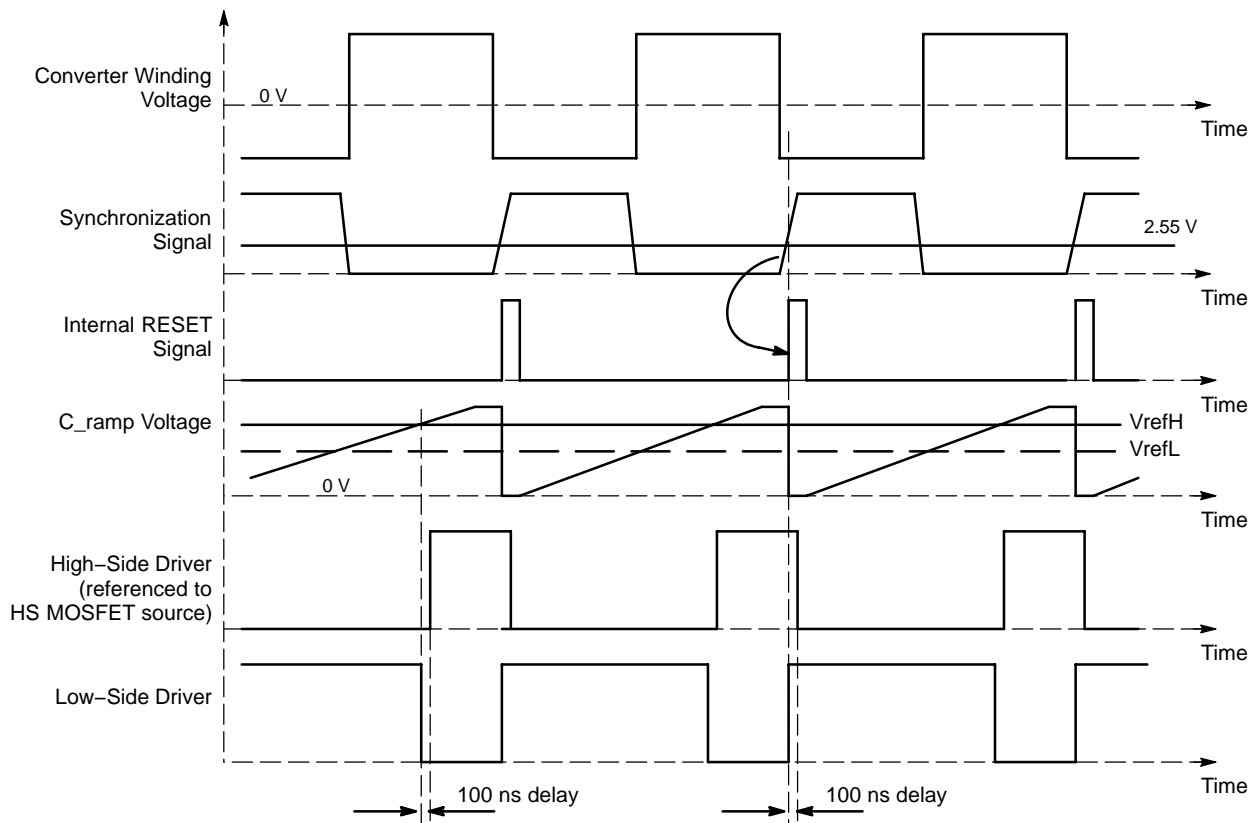 Converter Winding
Voltage
0 V
Time
Synchronization
Signal
2.55 V
Time
Internal RESET
Signal
Time
C_ramp Voltage
VrefH
VrefL
0 V
Time
High−Side Driver
(referenced to
HS MOSFET source)
Time
Low−Side Driver
Time
100 ns delay
100 ns delay